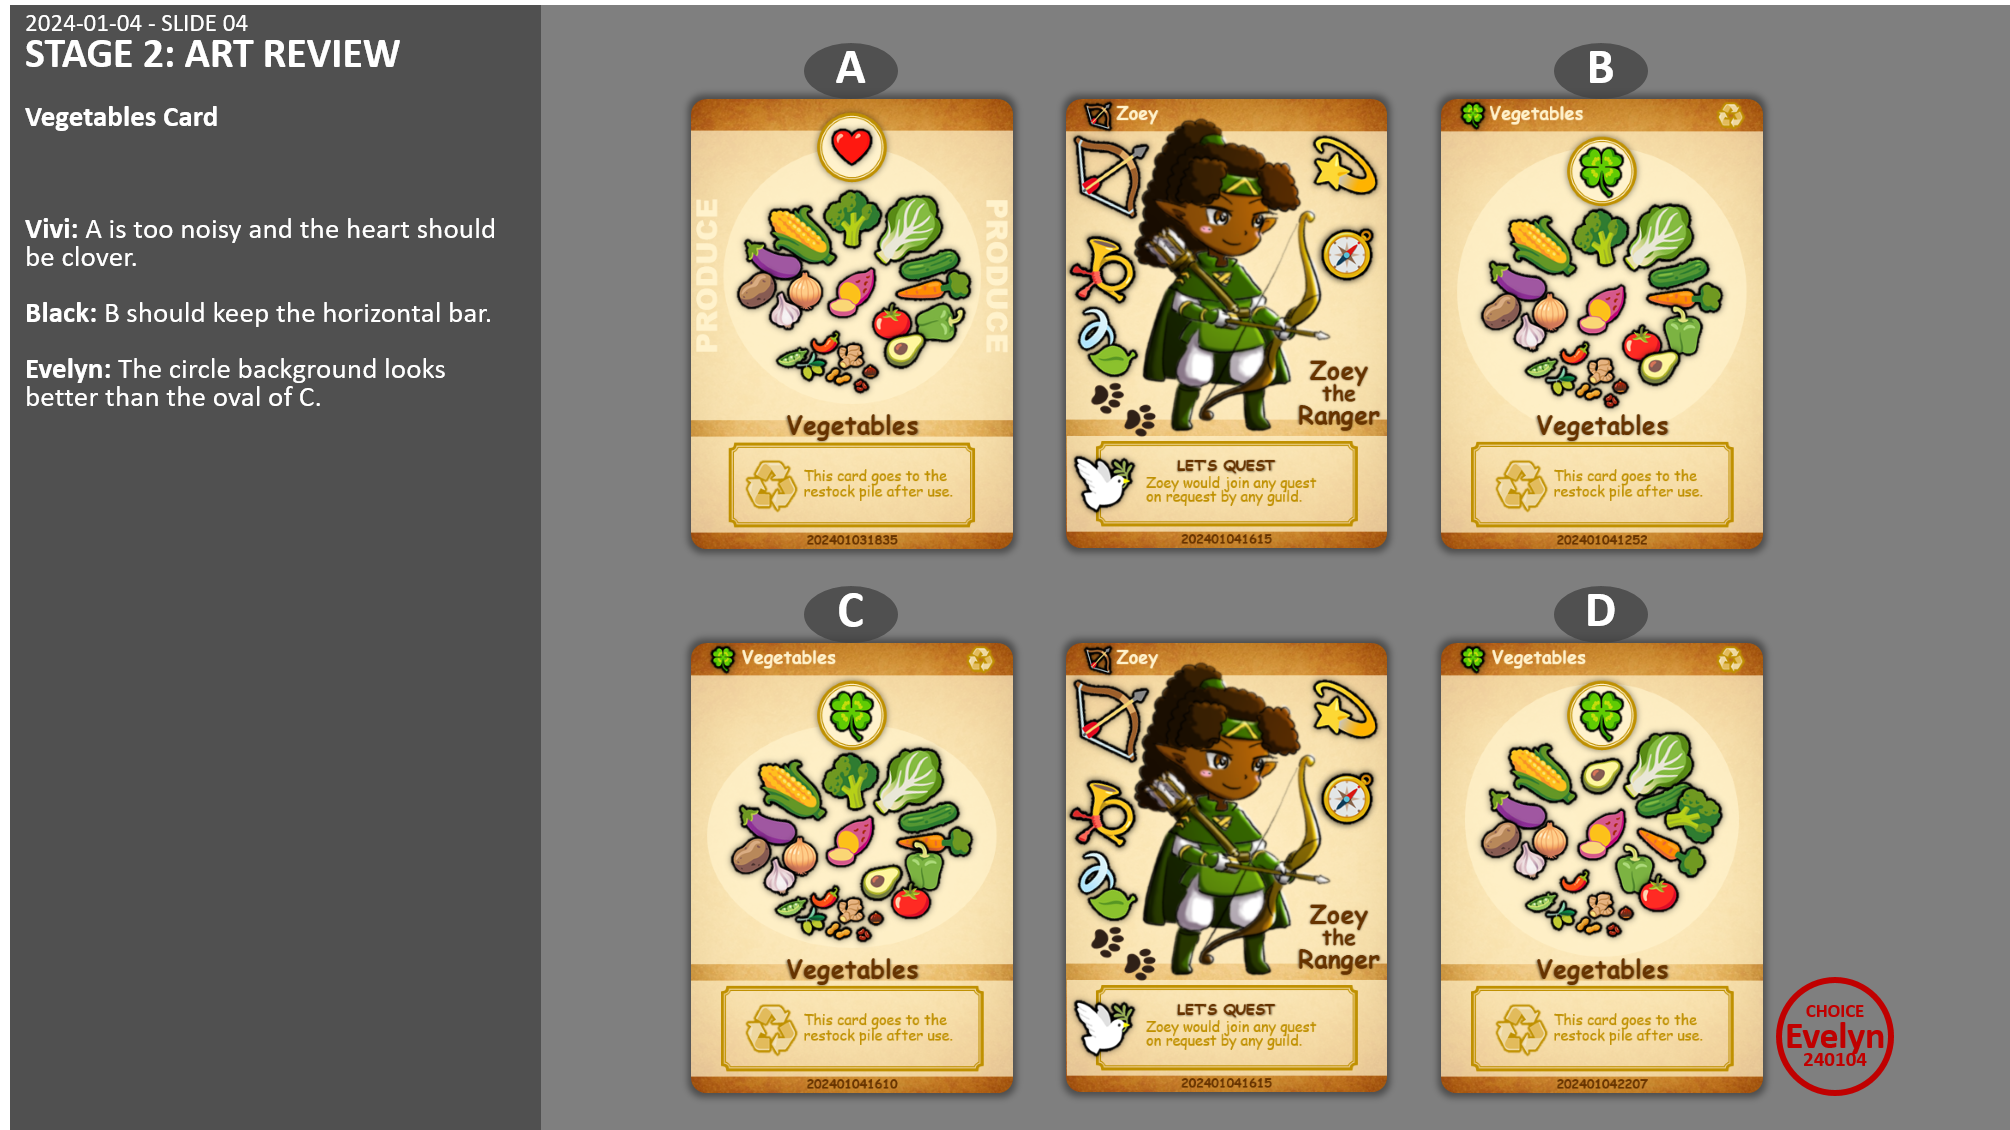 2024-01-04 - SLIDE 04
STAGE 2: ART REVIEW
Vegetables Card
Vivi: A is too noisy and the heart should
be clover.
Black: B should keep the horizontal bar.
Evelyn: The circle background looks
better than the oval of C.
A
PRODUCE
PRODUCE
Vegetables
This card goes to the
restock pile after use.
202401031835
Zoey
Zoey
the
Ranger
LET'S QUEST
Zoey would join any quest
on request by any guild.
202401041615
B
Vegetables
Vegetables
This card goes to the
restock pile after use.
202401041252
C
Vegetables
Vegetables
This card goes to the
restock pile after use.
202401041610
Zoey
Zoey
the
Ranger
LET'S QUEST
Zoey would join any quest
on request by any guild.
202401041615
D
Vegetables
Vegetables
This card goes to the
restock pile after use.
202401042207
CHOICE
Evelyn
240104